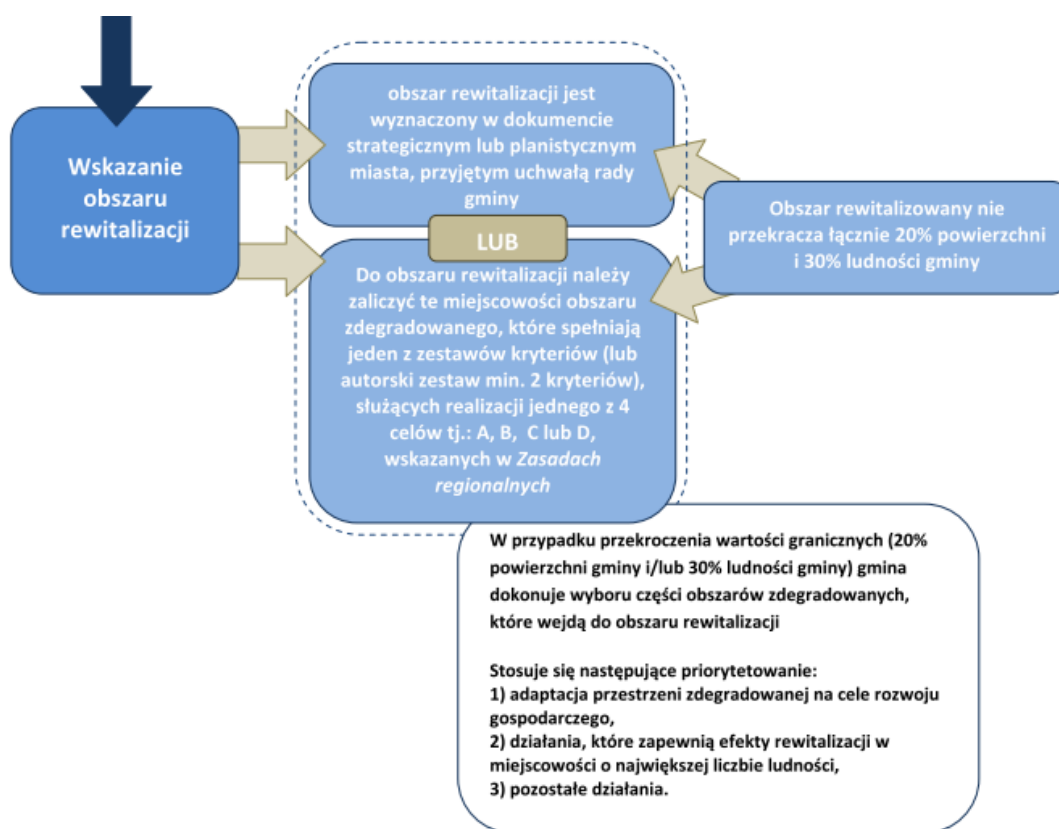 Wskazanie
obszaru
rewitalizacji
obszar rewitalizacji jest
wyznaczony w dokumencie
strategicznym lub planistycznym
miasta, przyjętym uchwałą rady
gminy
LUB
Do obszaru rewitalizacji należy
zaliczyć te miejscowości obszaru
zdegradowanego, które spełniają
jeden z zestawów kryteriów (lub
autorski zestaw min. 2 kryteriów),
służących realizacji jednego z 4
celów tj.: A, B, C lub D,
wskazanych w Zasadach
regionalnych
Obszar rewitalizowany nie
przekracza łącznie 20% powierzchni
i 30% ludności gminy
W przypadku przekroczenia wartości granicznych (20%
powierzchni gminy i/lub 30% ludności gminy) gmina
dokonuje wyboru części obszarów zdegradowanych,
które wejdą do obszaru rewitalizacji
Stosuje się następujące priorytetowanie:
1) adaptacja przestrzeni zdegradowanej na cele rozwoju
gospodarczego,
2) działania, które zapewnią efekty rewitalizacji w
miejscowości o największej liczbie ludności,
3) pozostałe działania.